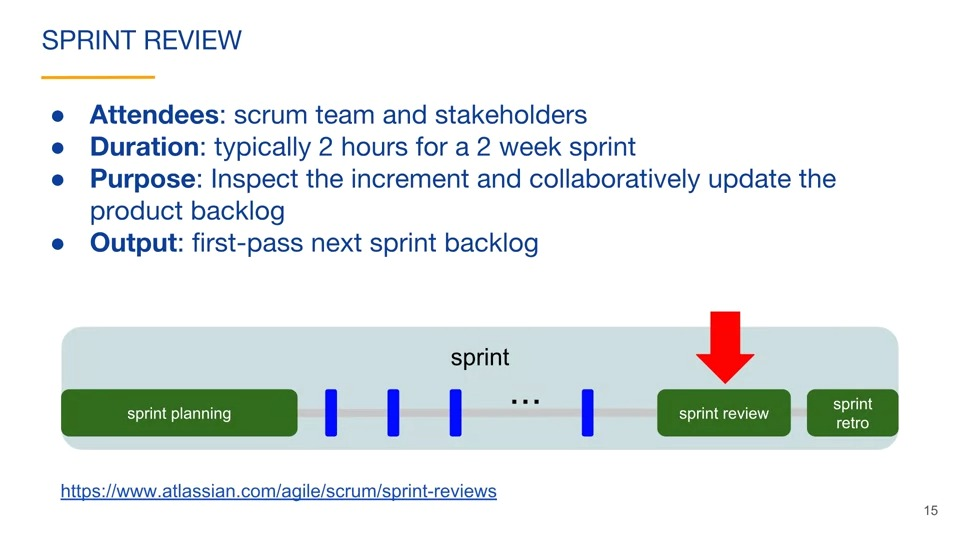 SPRINT REVIEW
● Attendees: scrum team and stakeholders
● Duration: typically 2 hours for a 2 week sprint
● Purpose: Inspect the increment and collaboratively update the
product backlog
● Output: first-pass next sprint backlog
sprint
sprint planning
...
sprint review
sprint
retro
https://www.atlassian.com/agile/scrum/sprint-reviews
15